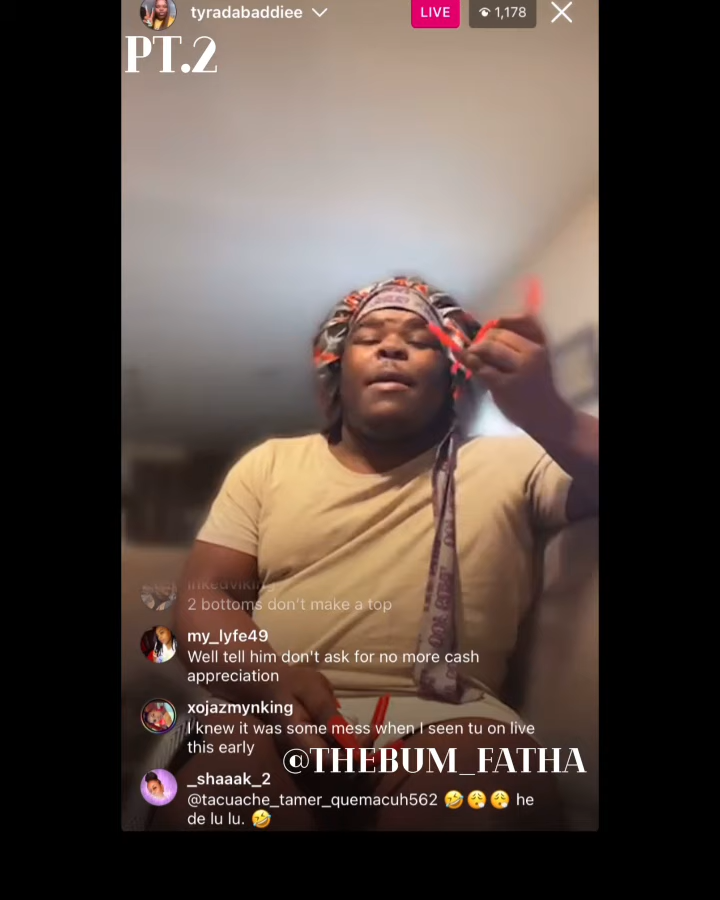 tyradabaddiee
LIVE
1,178
PT.2
inkedviking
2 bottoms don't make a top
my_lyfe49
Well tell him don't ask for no more cash
appreciation
xojazmynking
I knew it was some mess when I seen tu on live
this early
@THEBUM_FATHA
_shaaak_2
@tacuache_tamer_quemacuh562 🤣😮‍💨😮‍💨 he
de lu lu. 🤣